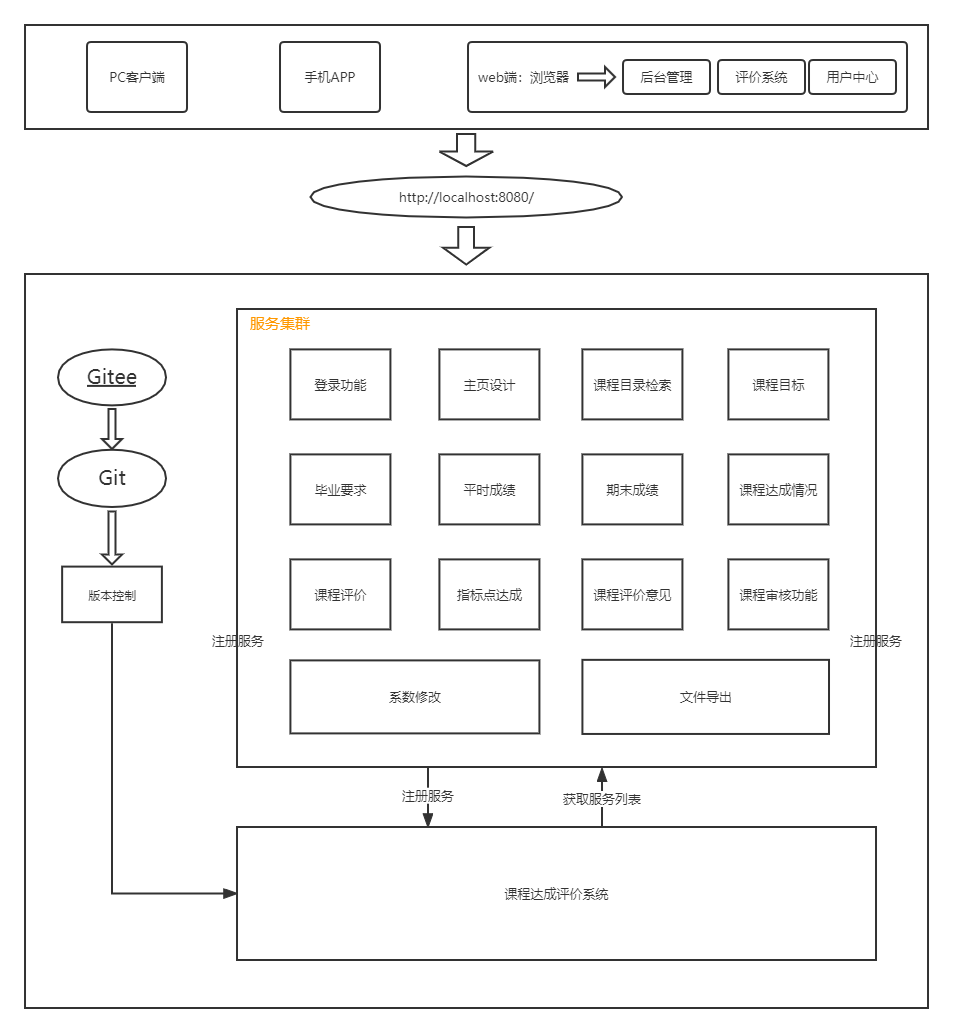 PC客户端
手机APP
web端：浏览器
后台管理
评价系统
用户中心
http://localhost:8080/
服务集群
Gitee
Git
版本控制
登录功能
主页设计
课程目录检索
课程目标
毕业要求
平时成绩
期末成绩
课程达成情况
课程评价
指标点达成
课程评价意见
课程审核功能
注册服务
注册服务
系数修改
文件导出
注册服务
获取服务列表
课程达成评价系统